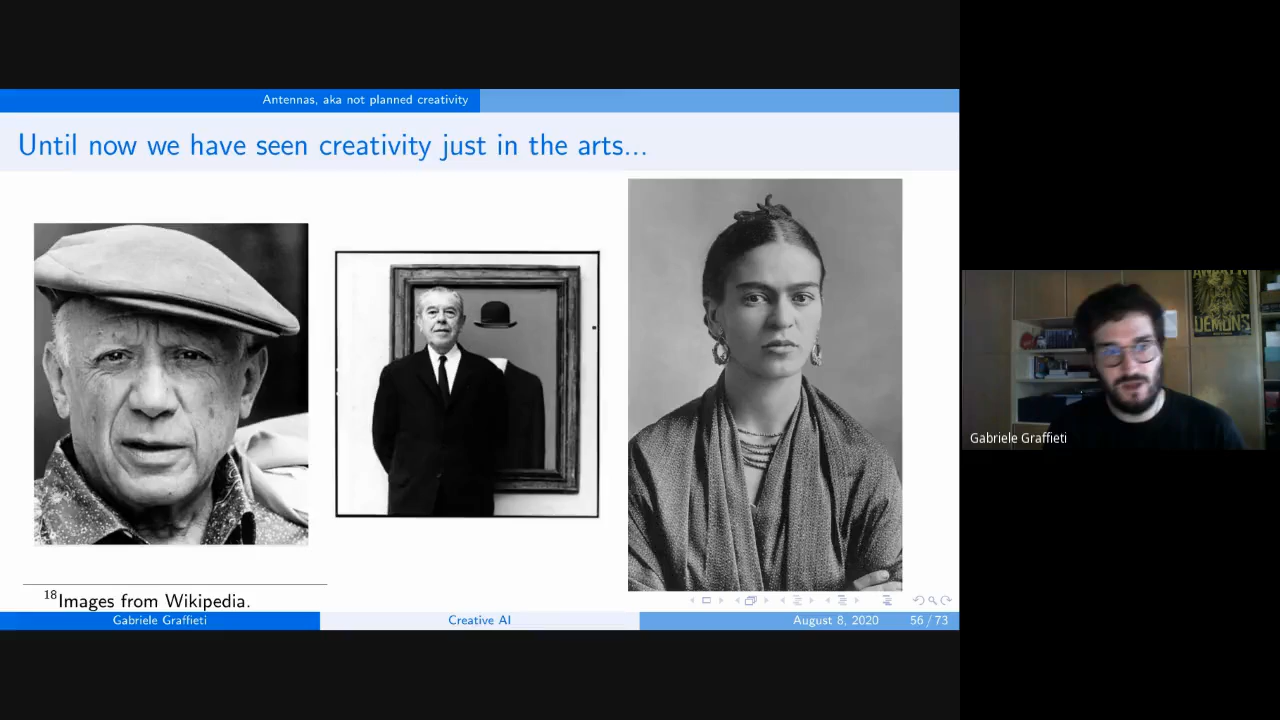 Antennas, aka not planned creativity
Until now we have seen creativity just in the arts...
DEMONS
Gabriele Graffieti
18Images from Wikipedia.
Gabriele Graffieti
Creative AI
August 8, 2020
56 / 73